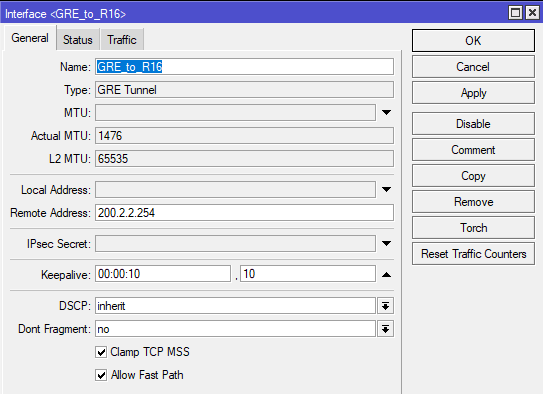 Interface <GRE_to_R16>
General Status Traffic
OK
Name: GRE_to_R16
Cancel
Type: GRE Tunnel
Apply
MTU:
Actual MTU: 1476
Disable
L2 MTU: 65535
Comment
Local Address:
Copy
Remote Address: 200.2.2.254
Remove
Torch
IPsec Secret:
Reset Traffic Counters
Keepalive: 00:00:10 , 10
DSCP: inherit
Dont Fragment: no
Clamp TCP MSS
Allow Fast Path